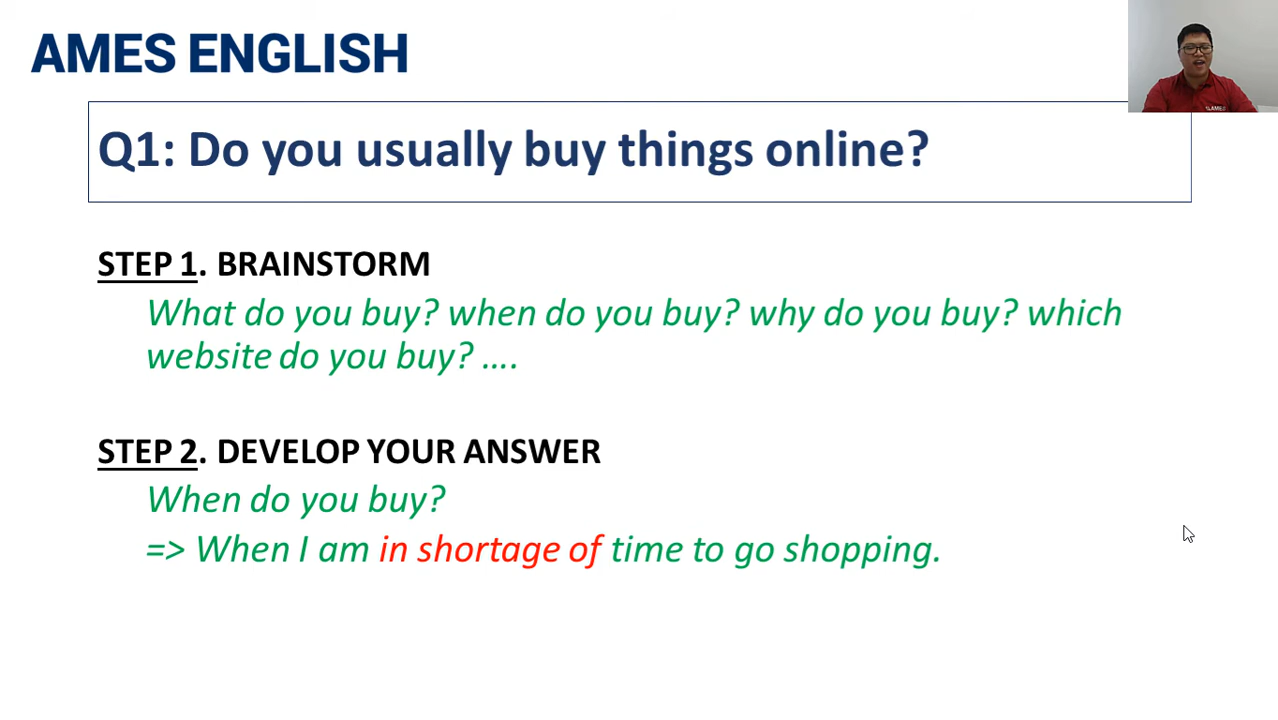 AMES ENGLISH
Q1: Do you usually buy things online?
STEP 1. BRAINSTORM
What do you buy? when do you buy? why do you buy? which
website do you buy? ....
STEP 2. DEVELOP YOUR ANSWER
When do you buy?
=> When I am in shortage of time to go shopping.